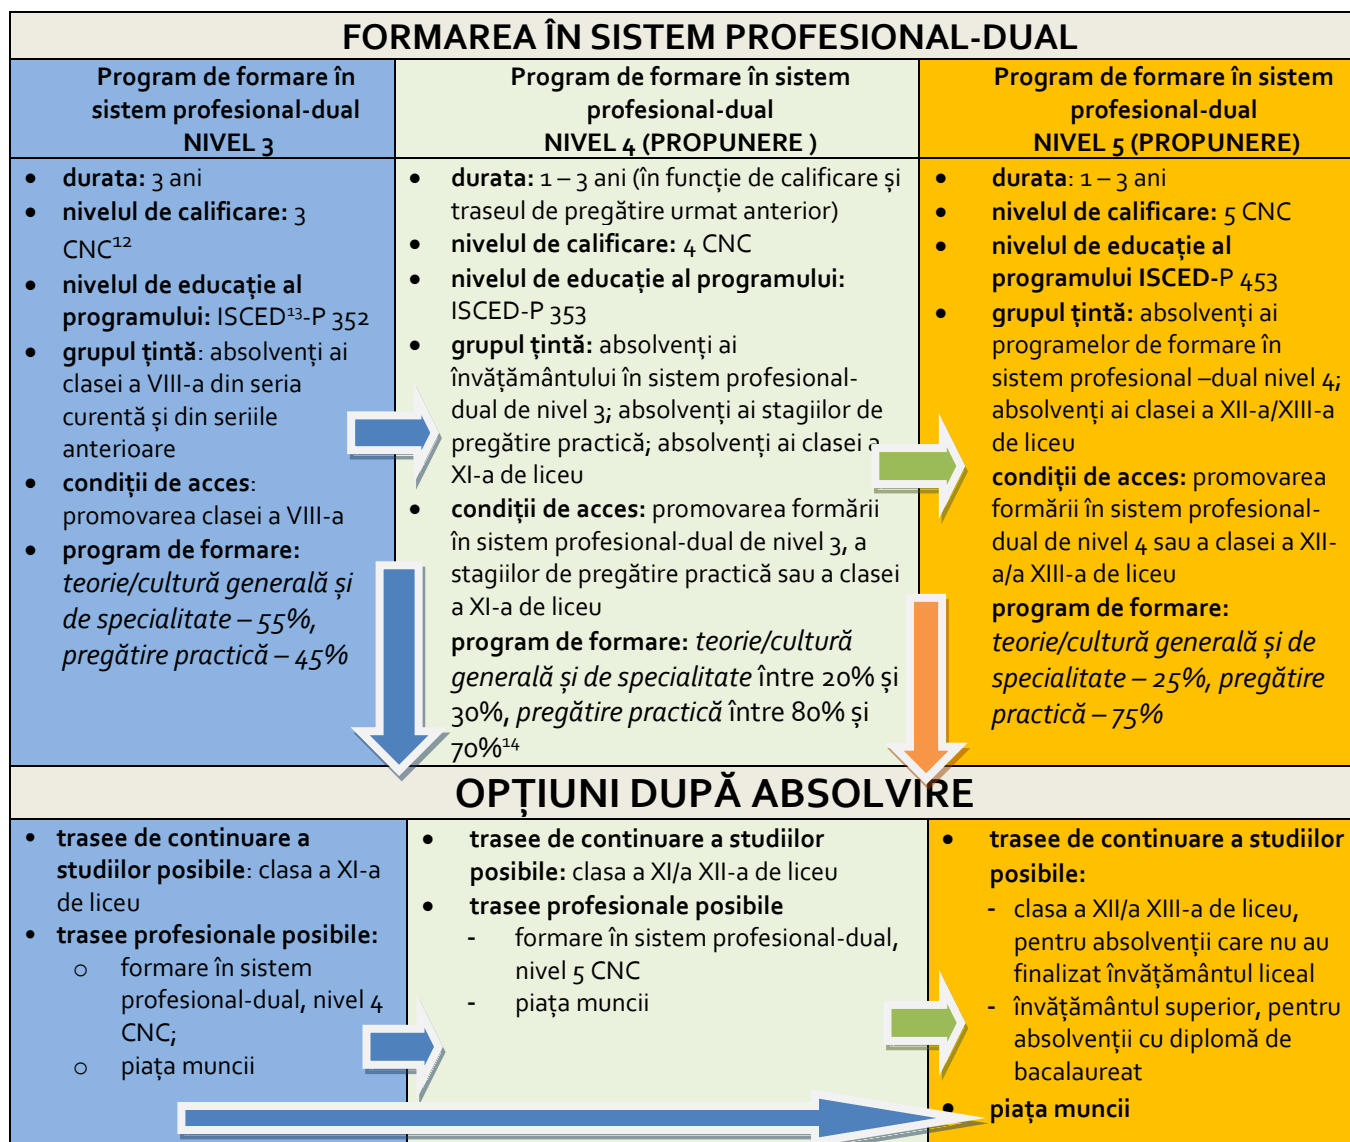 FORMAREA ÎN SISTEM PROFESIONAL-DUAL
Program de formare în
sistem profesional-dual
NIVEL 3
• durata: 3 ani
• nivelul de calificare: 3
CNC¹²
• nivelul de educație al
programului: ISCED¹³-P 352
• grupul țintă: absolvenți ai
clasei a VIII-a din seria
curentă și din seriile
anterioare
• condiții de acces:
promovarea clasei a VIII-a
• program de formare:
teorie/cultură generală și
de specialitate – 55%,
pregătire practică – 45%
Program de formare în sistem
profesional-dual
NIVEL 4 (PROPUNERE )
• durata: 1 – 3 ani (în funcție de calificare și
traseul de pregătire urmat anterior)
• nivelul de calificare: 4 CNC
• nivelul de educație al programului:
ISCED-P 353
• grupul țintă: absolvenți ai
învățământului în sistem profesional-
dual de nivel 3; absolvenți ai stagiilor de
pregătire practică; absolvenți ai clasei a
XI-a de liceu
• condiții de acces: promovarea formării
în sistem profesional-dual de nivel 3, a
stagiilor de pregătire practică sau a clasei
a XI-a de liceu
program de formare: teorie/cultură
generală și de specialitate între 20% și
30%, pregătire practică între 80% și
70%¹⁴
Program de formare în sistem
profesional-dual
NIVEL 5 (PROPUNERE)
• durata: 1 – 3 ani
• nivelul de calificare: 5 CNC
• nivelul de educație al
programului ISCED-P 453
• grupul țintă: absolvenți ai
programelor de formare în
sistem profesional –dual nivel 4;
absolvenți ai clasei a XII-a/XIII-a
de liceu
condiții de acces: promovarea
formării în sistem profesional-
dual de nivel 4 sau a clasei a XII-
a/a XIII-a de liceu
program de formare:
teorie/cultură generală și de
specialitate – 25%, pregătire
practică – 75%
OPȚIUNI DUPĂ ABSOLVIRE
• trasee de continuare a
studiilor posibile: clasa a XI-a
de liceu
• trasee profesionale posibile:
o formare în sistem
profesional-dual, nivel 4
CNC;
o piața muncii
• trasee de continuare a studiilor
posibile: clasa a XI/a XII-a de liceu
• trasee profesionale posibile
- formare în sistem profesional-dual,
nivel 5 CNC
- piața muncii
• trasee de continuare a studiilor
posibile:
- clasa a XII/a XIII-a de liceu,
pentru absolvenții care nu au
finalizat învățământul liceal
- învățământul superior, pentru
absolvenții cu diplomă de
bacalaureat
• piața muncii